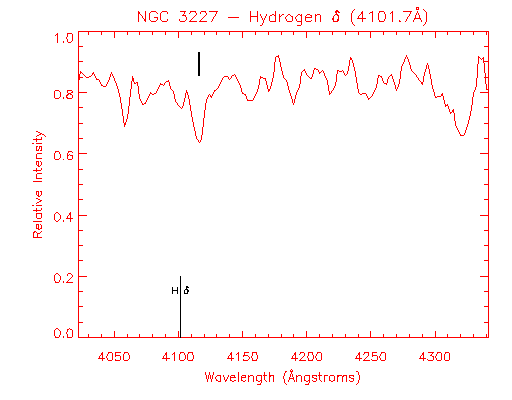 NGC 3227 – Hydrogen δ (4101.7Å)
1.0
0.8
0.6
0.4
0.2
0.0
Relative Intensity
H δ
4050 4100 4150 4200 4250 4300
Wavelength (Ångstroms)